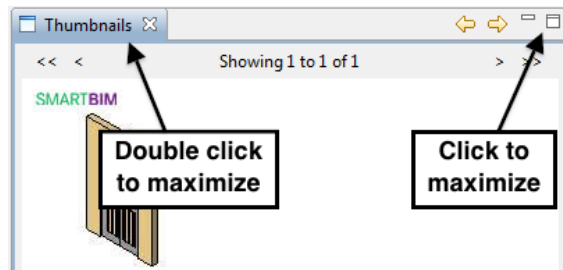 Thumbnails
<< < Showing 1 to 1 of 1 > >>
SMARTBIM
Double click
to maximize
Click to
maximize